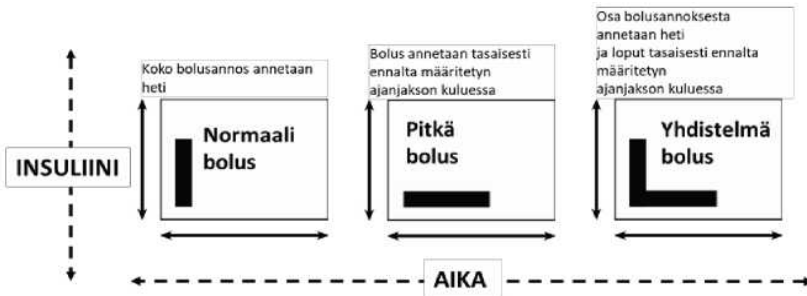 Koko bolusannos annetaan
heti
Bolus annetaan tasaisesti
ennalta määritetyn
ajanjakson kuluessa
Osa bolusannoksesta
annetaan heti
ja loput tasaisesti ennalta
määritetyn
ajanjakson kuluessa
INSULIINI
Normaali
bolus
Pitkä
bolus
Yhdistelmä
bolus
AIKA